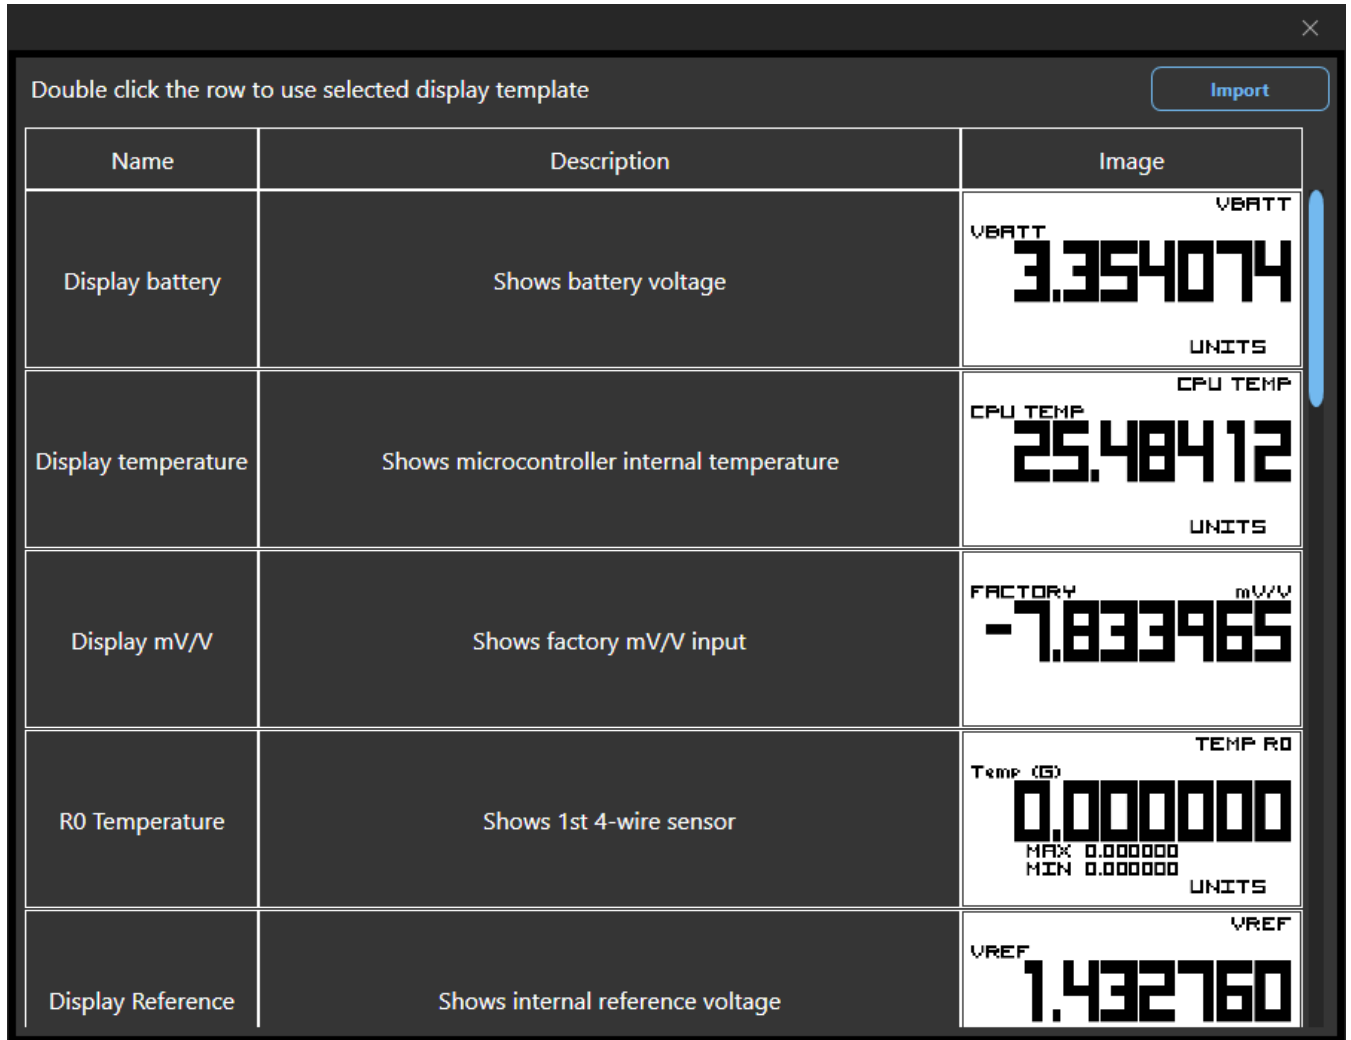 Double click the row to use selected display template
Import
Name Description Image
Display battery Shows battery voltage
VBATT
VBATT
3.354074
UNITS
Display temperature Shows microcontroller internal temperature
CPU TEMP
CPU TEMP
25.48412
UNITS
Display mV/V Shows factory mV/V input
FACTORY mV/V
-7.833965
R0 Temperature Shows 1st 4-wire sensor
TEMP R0
Temp (G)
0.000000
MAX 0.000000
MIN 0.000000
UNITS
Display Reference Shows internal reference voltage
VREF
VREF
1.432760